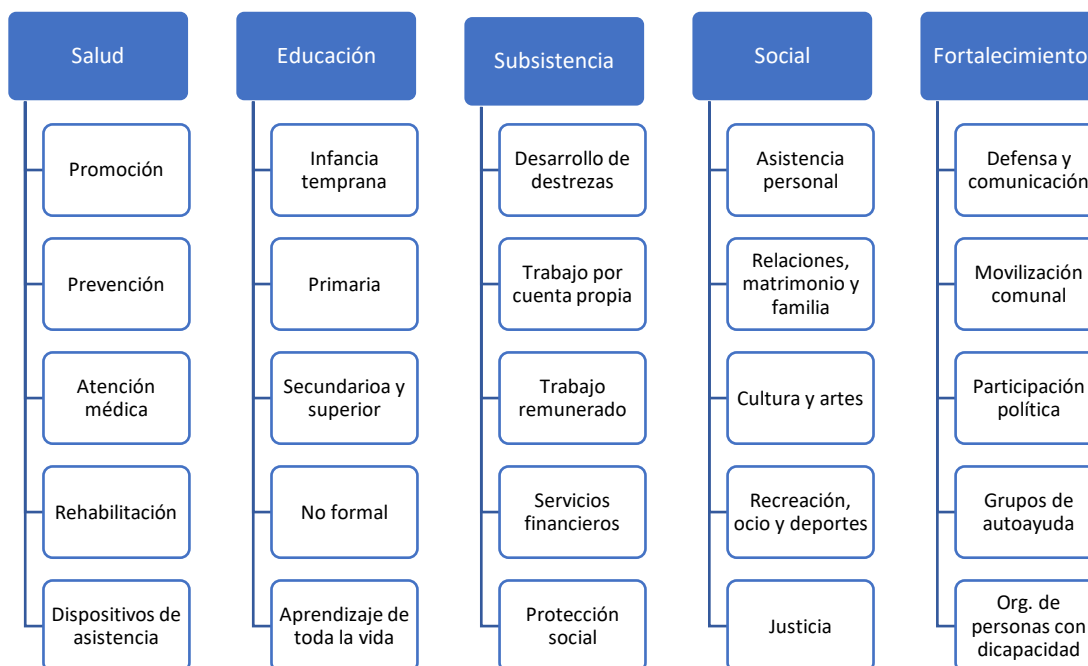 Salud
Promoción
Prevención
Atención
médica
Rehabilitación
Dispositivos de
asistencia
Educación
Infancia
temprana
Primaria
Secundarioa y
superior
No formal
Aprendizaje de
toda la vida
Subsistencia
Desarrollo de
destrezas
Trabajo por
cuenta propia
Trabajo
remunerado
Servicios
financieros
Protección
social
Social
Asistencia
personal
Relaciones,
matrimonio y
familia
Cultura y artes
Recreación,
ocio y deportes
Justicia
Fortalecimiento
Defensa y
comunicación
Movilización
comunal
Participación
política
Grupos de
autoayuda
Org. de
personas con
dicapacidad